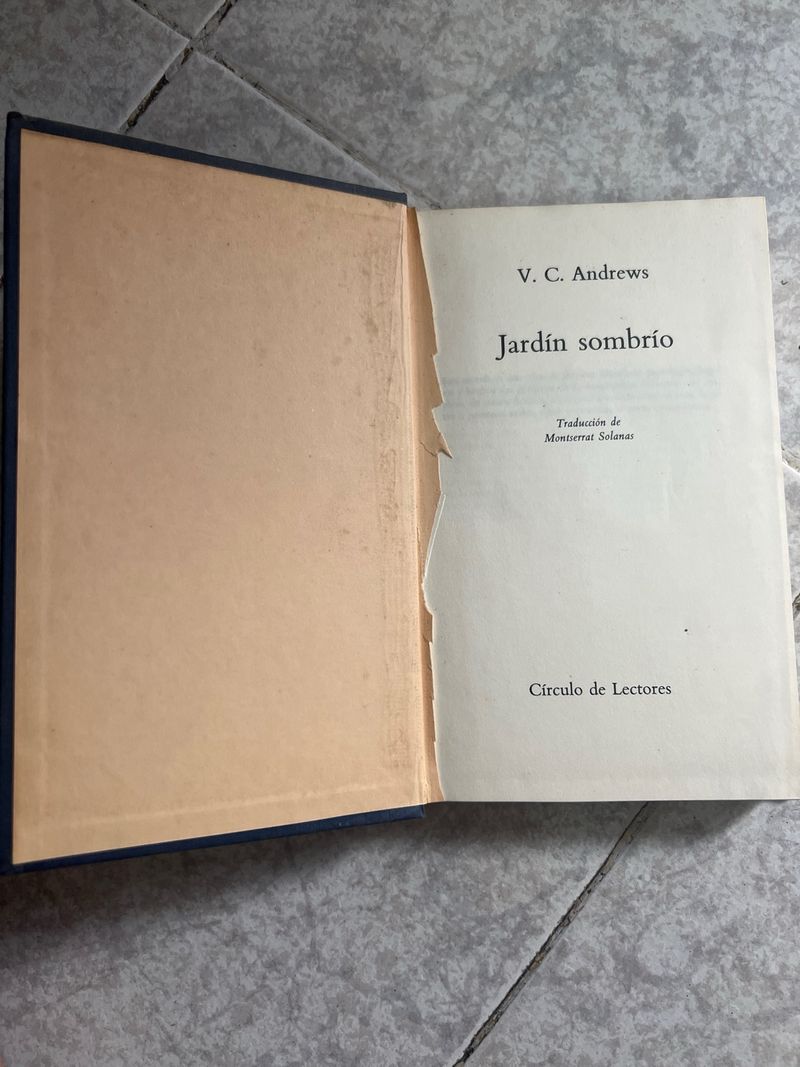 V. C. Andrews
Jardín sombrío
Traducción de
Montserrat Solanas
Círculo de Lectores